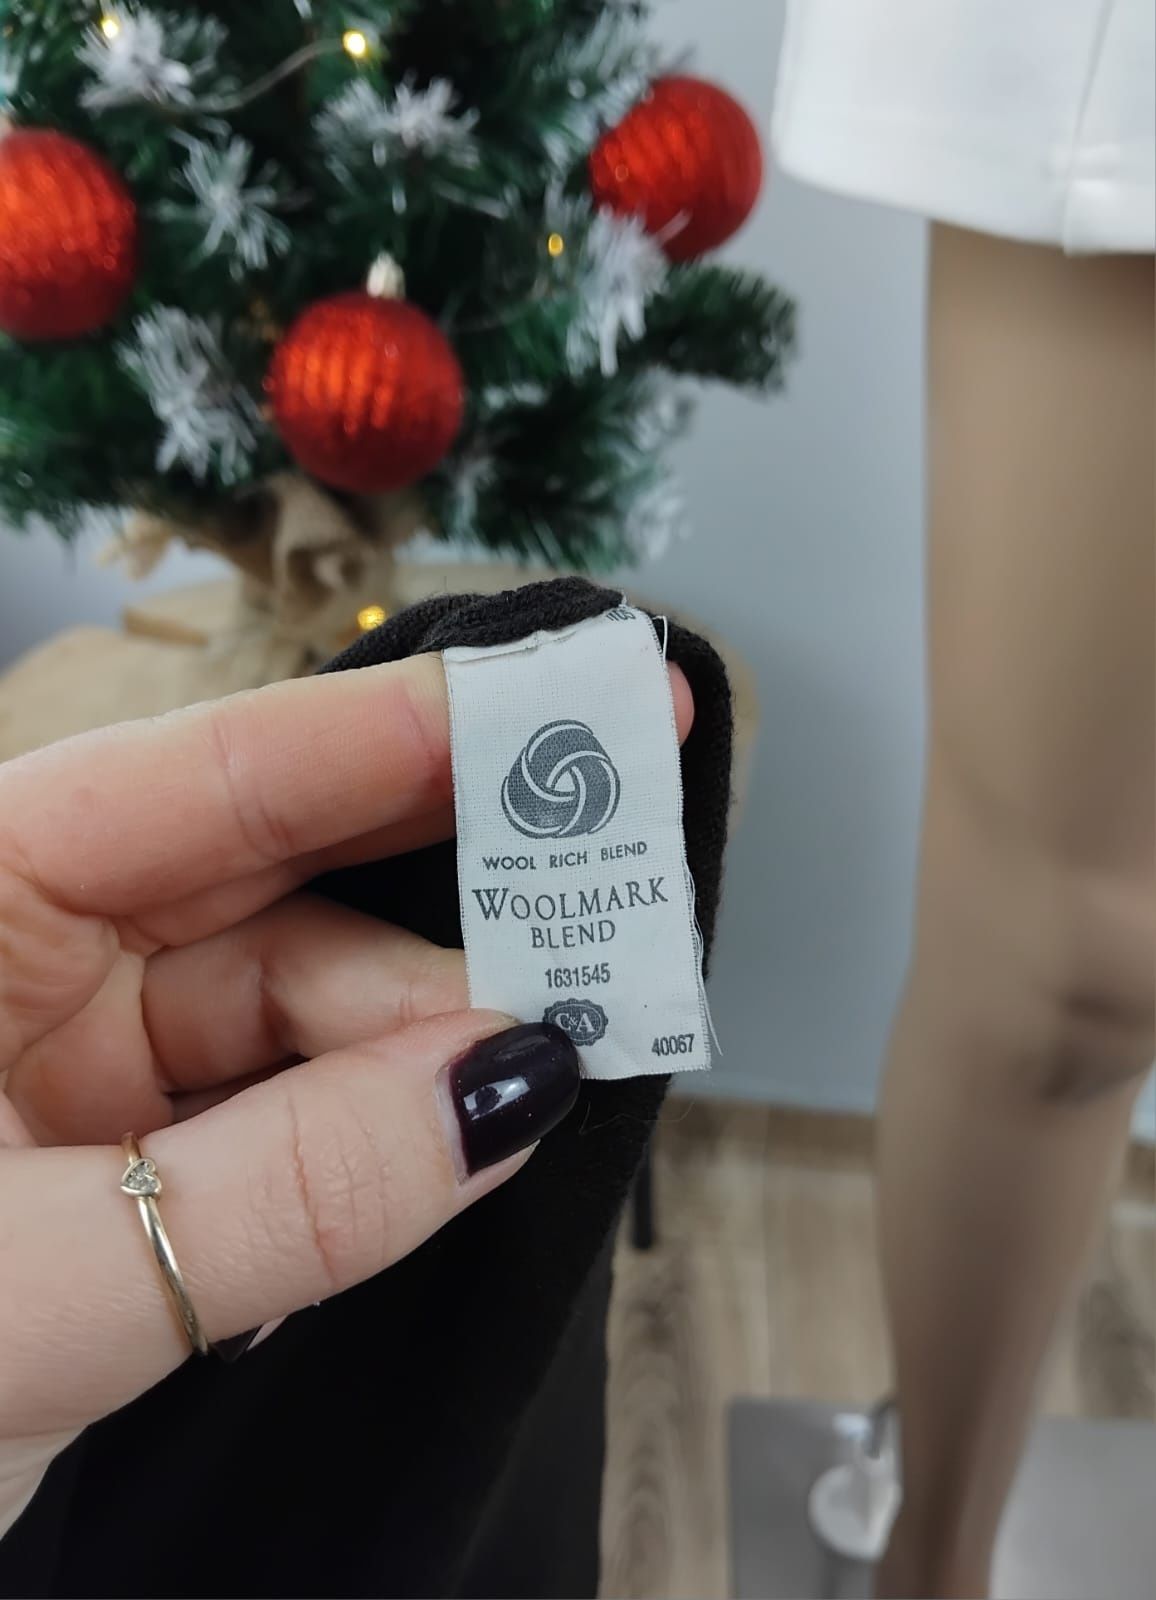 WOOL RICH BLEND
WOOLMARK
BLEND
1631545
C&A
40067